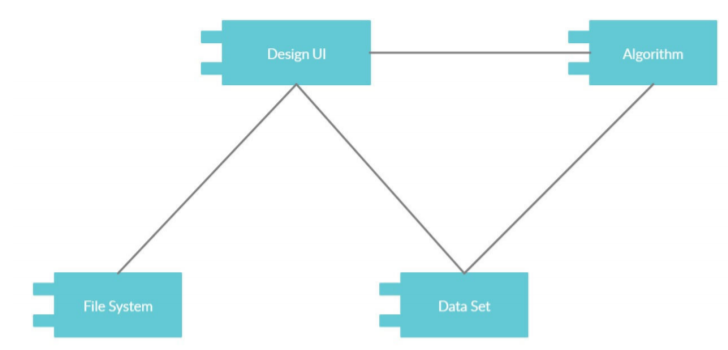 Design UI
Algorithm
File System
Data Set